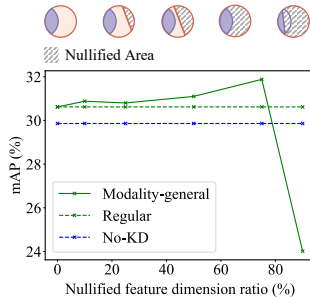 Nullified Area
32
30
28
26
24
mAP (%)
Modality-general
Regular
No-KD
0 20 40 60 80
Nullified feature dimension ratio (%)